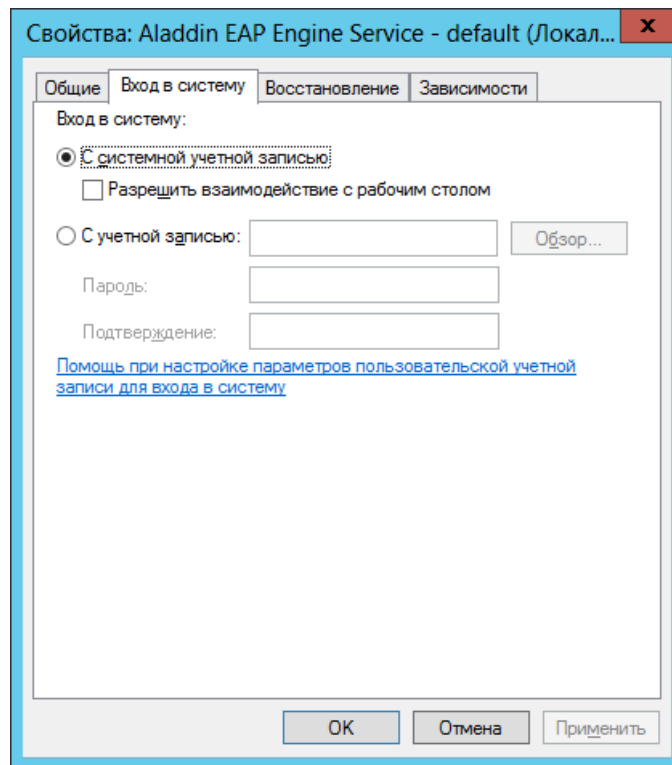 Свойства: Aladdin EAP Engine Service - default (Локал...
x
Общие Вход в систему Восстановление Зависимости
Вход в систему:
С системной учетной записью
Разрешить взаимодействие с рабочим столом
С учетной записью: Обзор...
Пароль:
Подтверждение:
Помощь при настройке параметров пользовательской учетной
записи для входа в систему
OK Отмена Применить